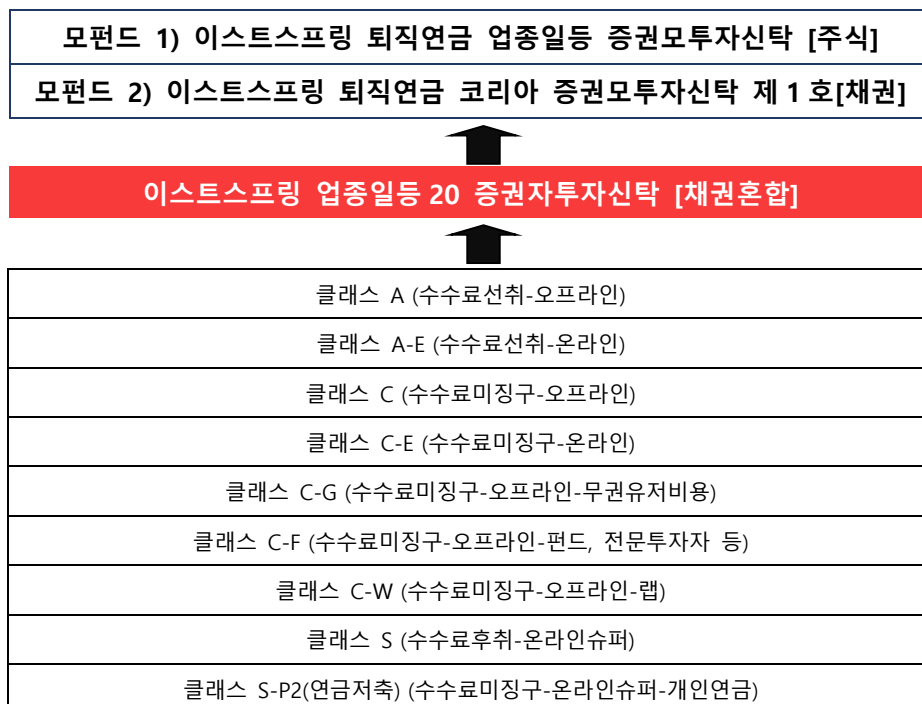 모펀드 1) 이스트스프링 퇴직연금 업종일등 증권모투자신탁 [주식]
모펀드 2) 이스트스프링 퇴직연금 코리아 증권모투자신탁 제 1 호[채권]
이스트스프링 업종일등 20 증권자투자신탁 [채권혼합]
클래스 A (수수료선취-오프라인)
클래스 A-E (수수료선취-온라인)
클래스 C (수수료미징구-오프라인)
클래스 C-E (수수료미징구-온라인)
클래스 C-G (수수료미징구-오프라인-무권유저비용)
클래스 C-F (수수료미징구-오프라인-펀드, 전문투자자 등)
클래스 C-W (수수료미징구-오프라인-랩)
클래스 S (수수료후취-온라인슈퍼)
클래스 S-P2(연금저축) (수수료미징구-온라인슈퍼-개인연금)